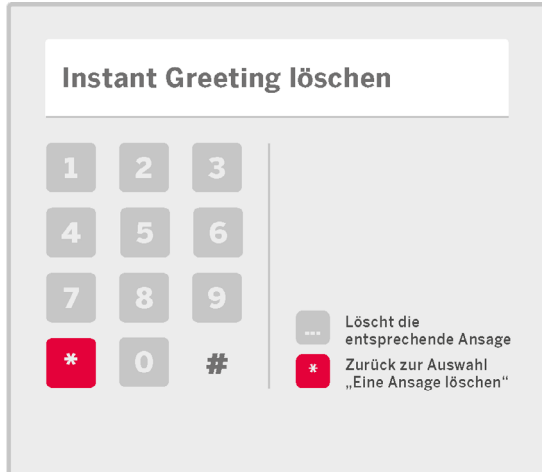 Instant Greeting löschen
1 2 3
4 5 6
7 8 9
* 0 #
... Löscht die
entsprechende Ansage
* Zurück zur Auswahl
„Eine Ansage löschen“